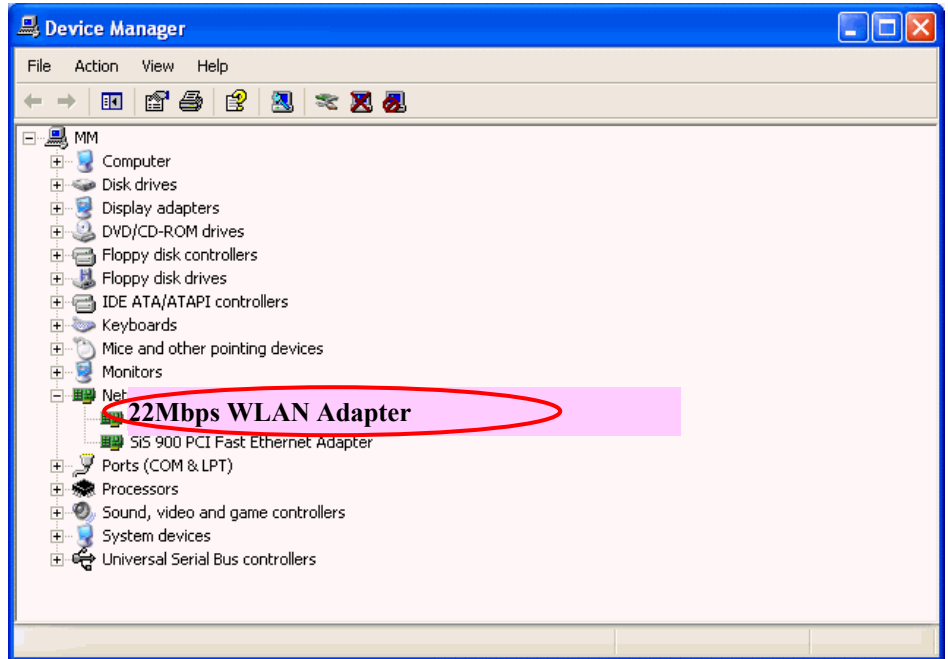 Device Manager
File Action View Help
MM
Computer
Disk drives
Display adapters
DVD/CD-ROM drives
Floppy disk controllers
Floppy disk drives
IDE ATA/ATAPI controllers
Keyboards
Mice and other pointing devices
Monitors
Net
22Mbps WLAN Adapter
SiS 900 PCI Fast Ethernet Adapter
Ports (COM & LPT)
Processors
Sound, video and game controllers
System devices
Universal Serial Bus controllers